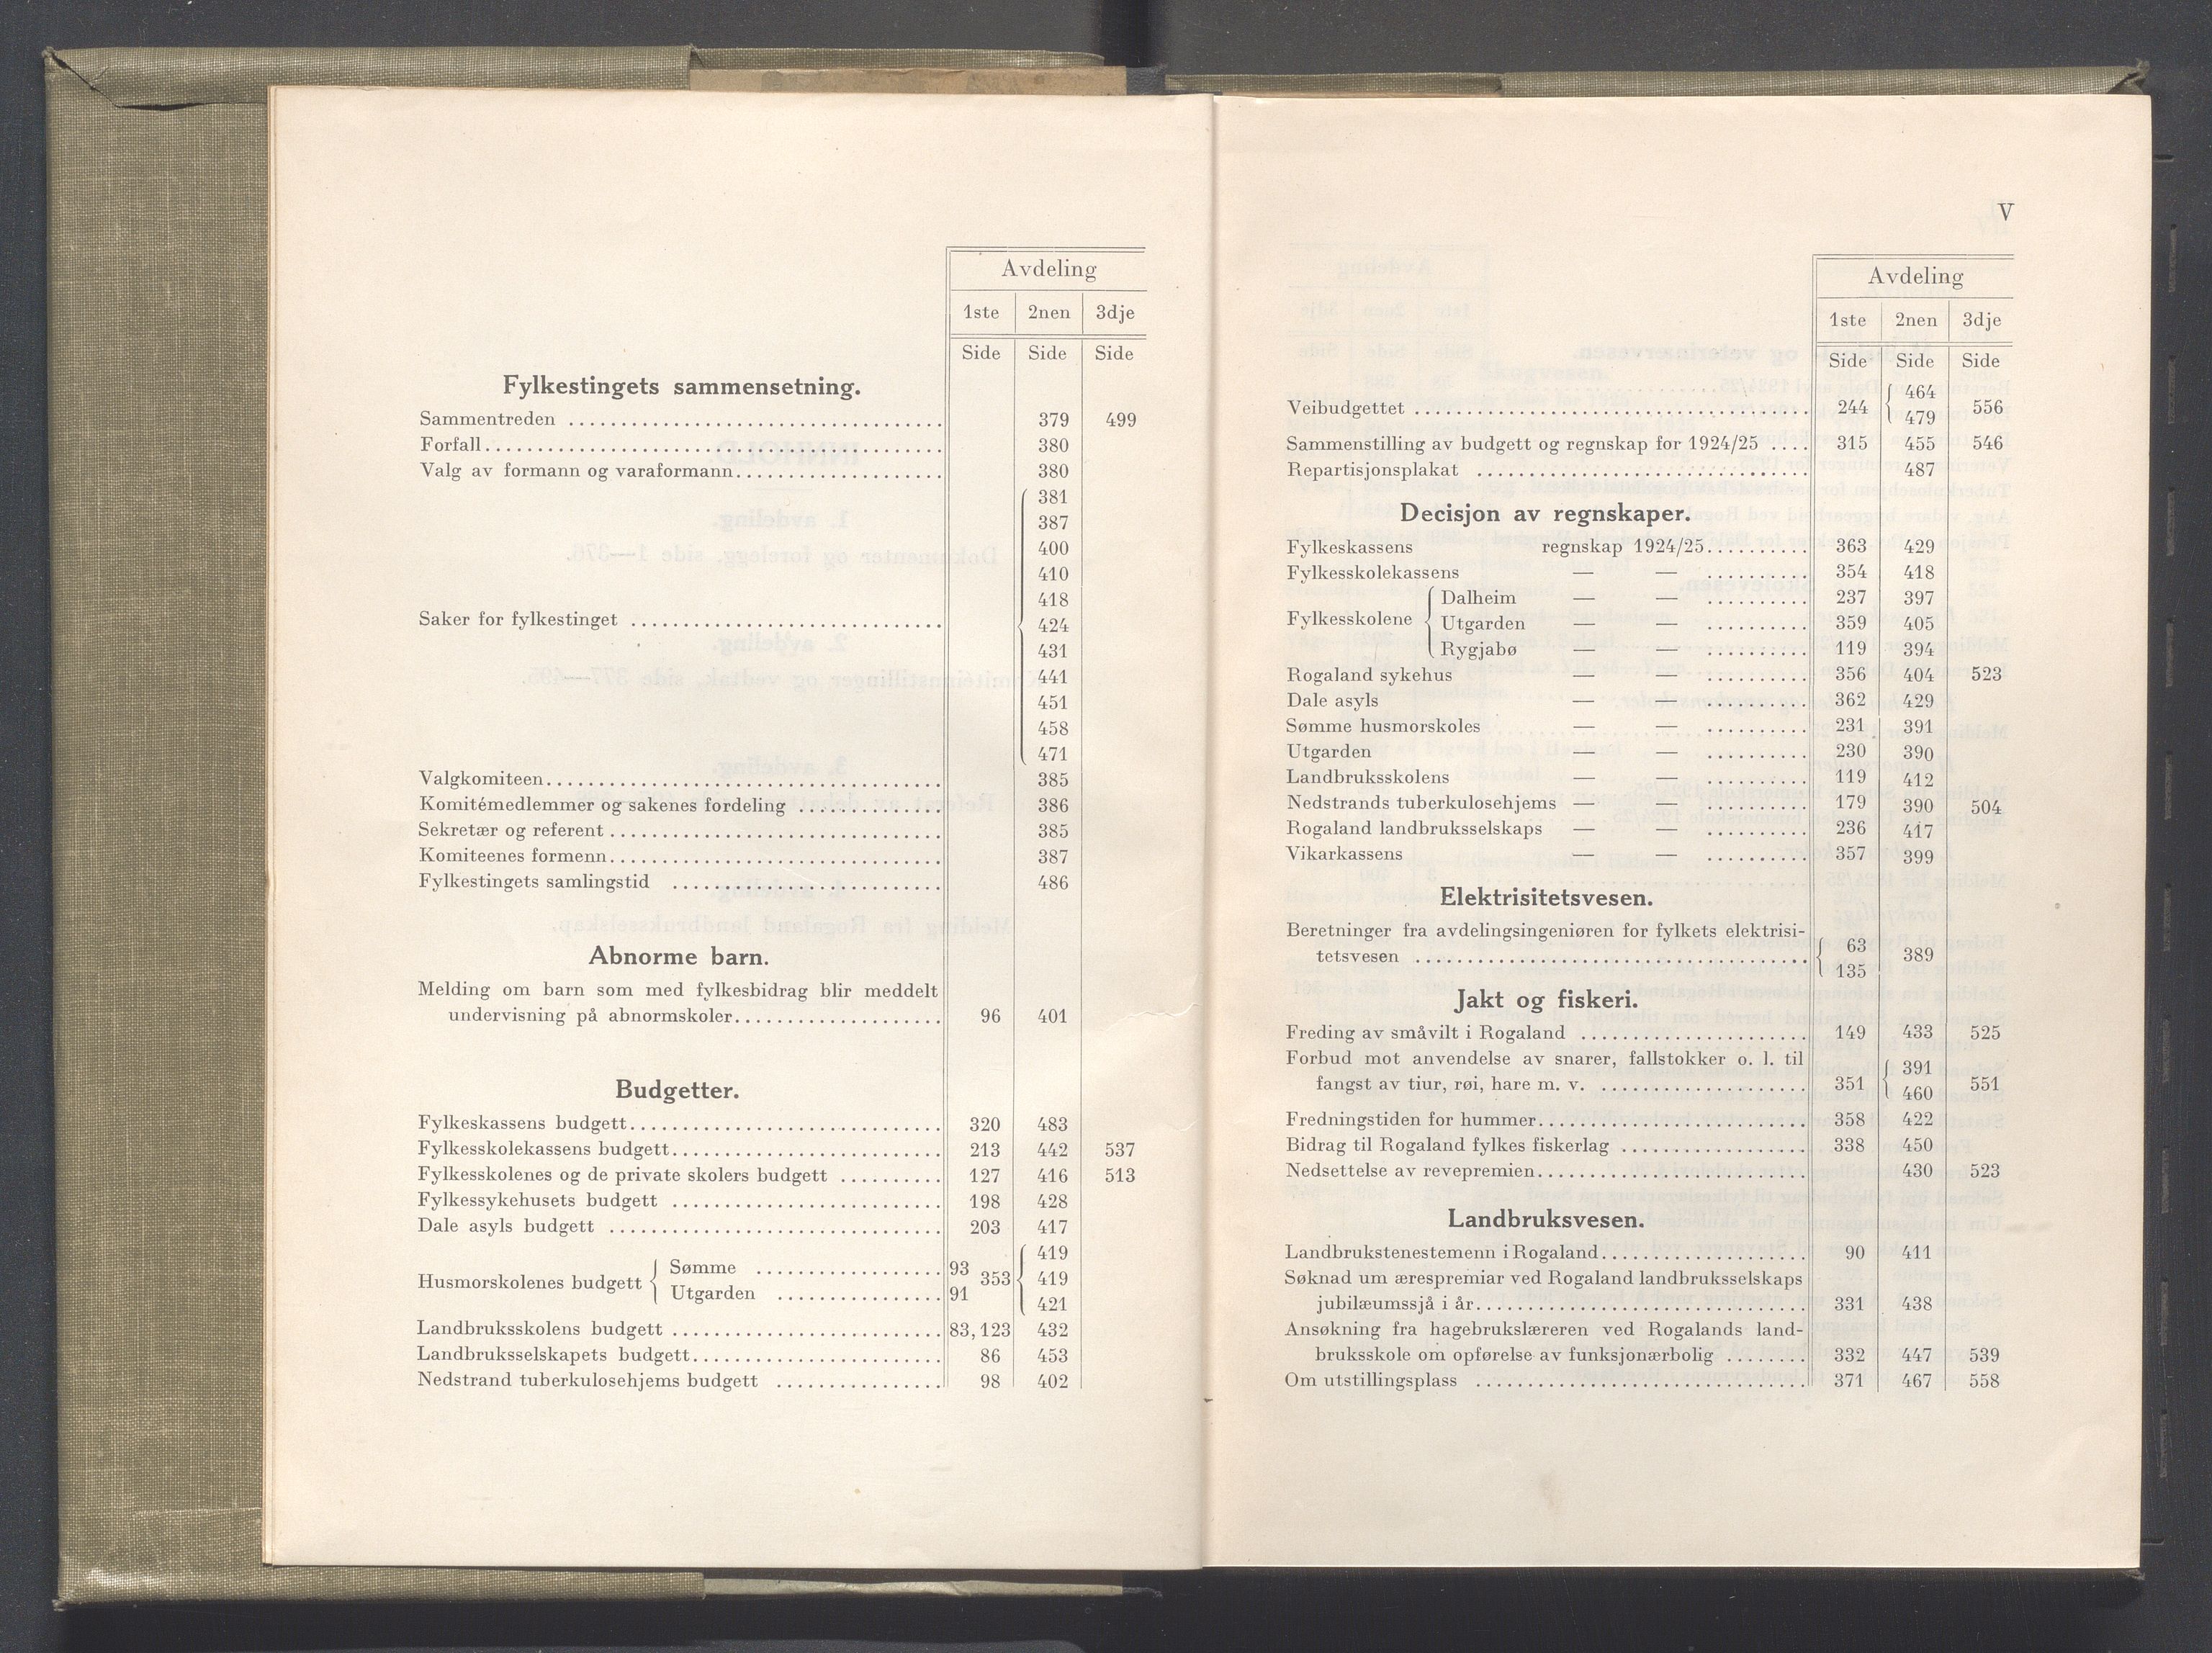 Avdeling
1ste 2nen 3dje
Side Side Side
Fylkestingets sammensetning.
Sammentreden .................... 379 499
Forfall .................... 380
Valg av formann og varaformann .................... 380
381
387
400
410
418
Saker for fylkestinget .................... 424
431
441
451
458
471
Valgkomiteen .................... 385
Komitémedlemmer og sakenes fordeling .................... 386
Sekretær og referent .................... 385
Komiteenes formenn .................... 387
Fylkestingets samlingstid .................... 486
Abnorme barn.
Melding om barn som med fylkesbidrag blir meddelt
undervisning på abnormskoler .................... 96 401
Budgetter.
Fylkeskassens budgett .................... 320 483
Fylkesskolekassens budgett .................... 213 442 537
Fylkesskolenes og de private skolers budgett .................... 127 416 513
Fylkessykehusets budgett .................... 198 428
Dale asyls budgett .................... 203 417
419
Husmorskolenes budgett { Sømme .................... 93 353 419
Utgarden .................... 91 421
Landbruksskolens budgett .................... 83, 123 432
Landbruksselskapets budgett .................... 86 453
Nedstrand tuberkulosehjems budgett .................... 98 402
V
Avdeling
1ste 2nen 3dje
Side Side Side
Veibudgettet .................... 244 { 464 556
479
Sammenstilling av budgett og regnskap for 1924/25 .... 315 455 546
Repartisjonsplakat .................... 487
Decisjon av regnskaper.
Fylkeskassens regnskap 1924/25 .......... 363 429
Fylkesskolekassens — — .......... 354 418
Dalheim — — .......... 237 397
Fylkesskolene { Utgarden — — .......... 359 405
Rygjabø — — .......... 119 394
Rogaland sykehus — — .......... 356 404 523
Dale asyls — — .......... 362 429
Sømme husmorskoles — — .......... 231 391
Utgarden — — .......... 230 390
Landbruksskolens — — .......... 119 412
Nedstrands tuberkulosehjems — — .......... 179 390 504
Rogaland landbruksselskaps — — .......... 236 417
Vikarkassens — — .......... 357 399
Elektrisitetsvesen.
Beretninger fra avdelingsingeniøren for fylkets elektrisi-
tetsvesen .................... { 63 389
135
Jakt og fiskeri.
Freding av småvilt i Rogaland .................... 149 433 525
Forbud mot anvendelse av snarer, fallstokker o. l. til
fangst av tiur, røi, hare m. v. .................... 351 { 391 551
460
Fredningstiden for hummer .................... 358 422
Bidrag til Rogaland fylkes fiskerlag .................... 338 450
Nedsettelse av revepremien .................... 430 523
Landbruksvesen.
Landbrukstenestemenn i Rogaland .................... 90 411
Søknad um ærespremiar ved Rogaland landbruksselskaps
jubilæumssjå i år .................... 331 438
Ansøkning fra hagebrukslæreren ved Rogalands land-
bruksskole om opførelse av funksjonærbolig ........ 332 447 539
Om utstillingsplass .................... 371 467 558